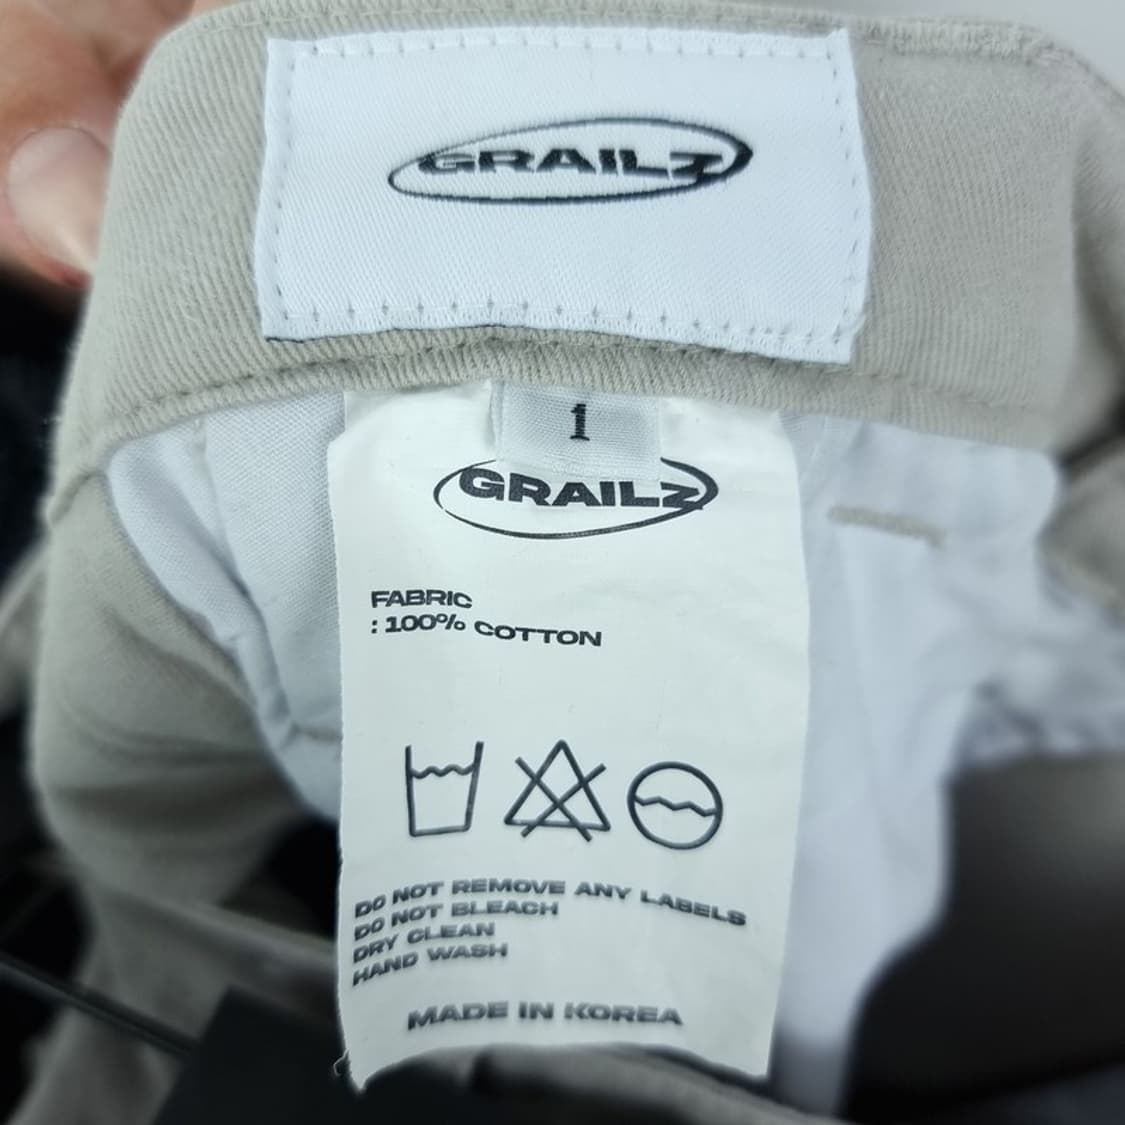 GRAILZ
1
GRAILZ
FABRIC
: 100% COTTON
DO NOT REMOVE ANY LABELS
DO NOT BLEACH
DRY CLEAN
HAND WASH
MADE IN KOREA